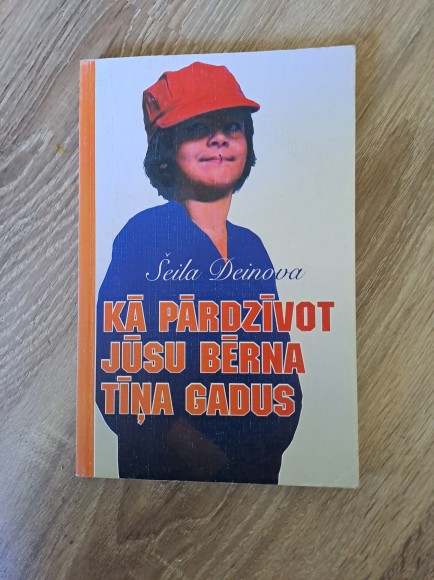 Šeila Deinova
KĀ PĀRDZĪVOT
JŪSU BĒRNA
TĪŅA GADUS